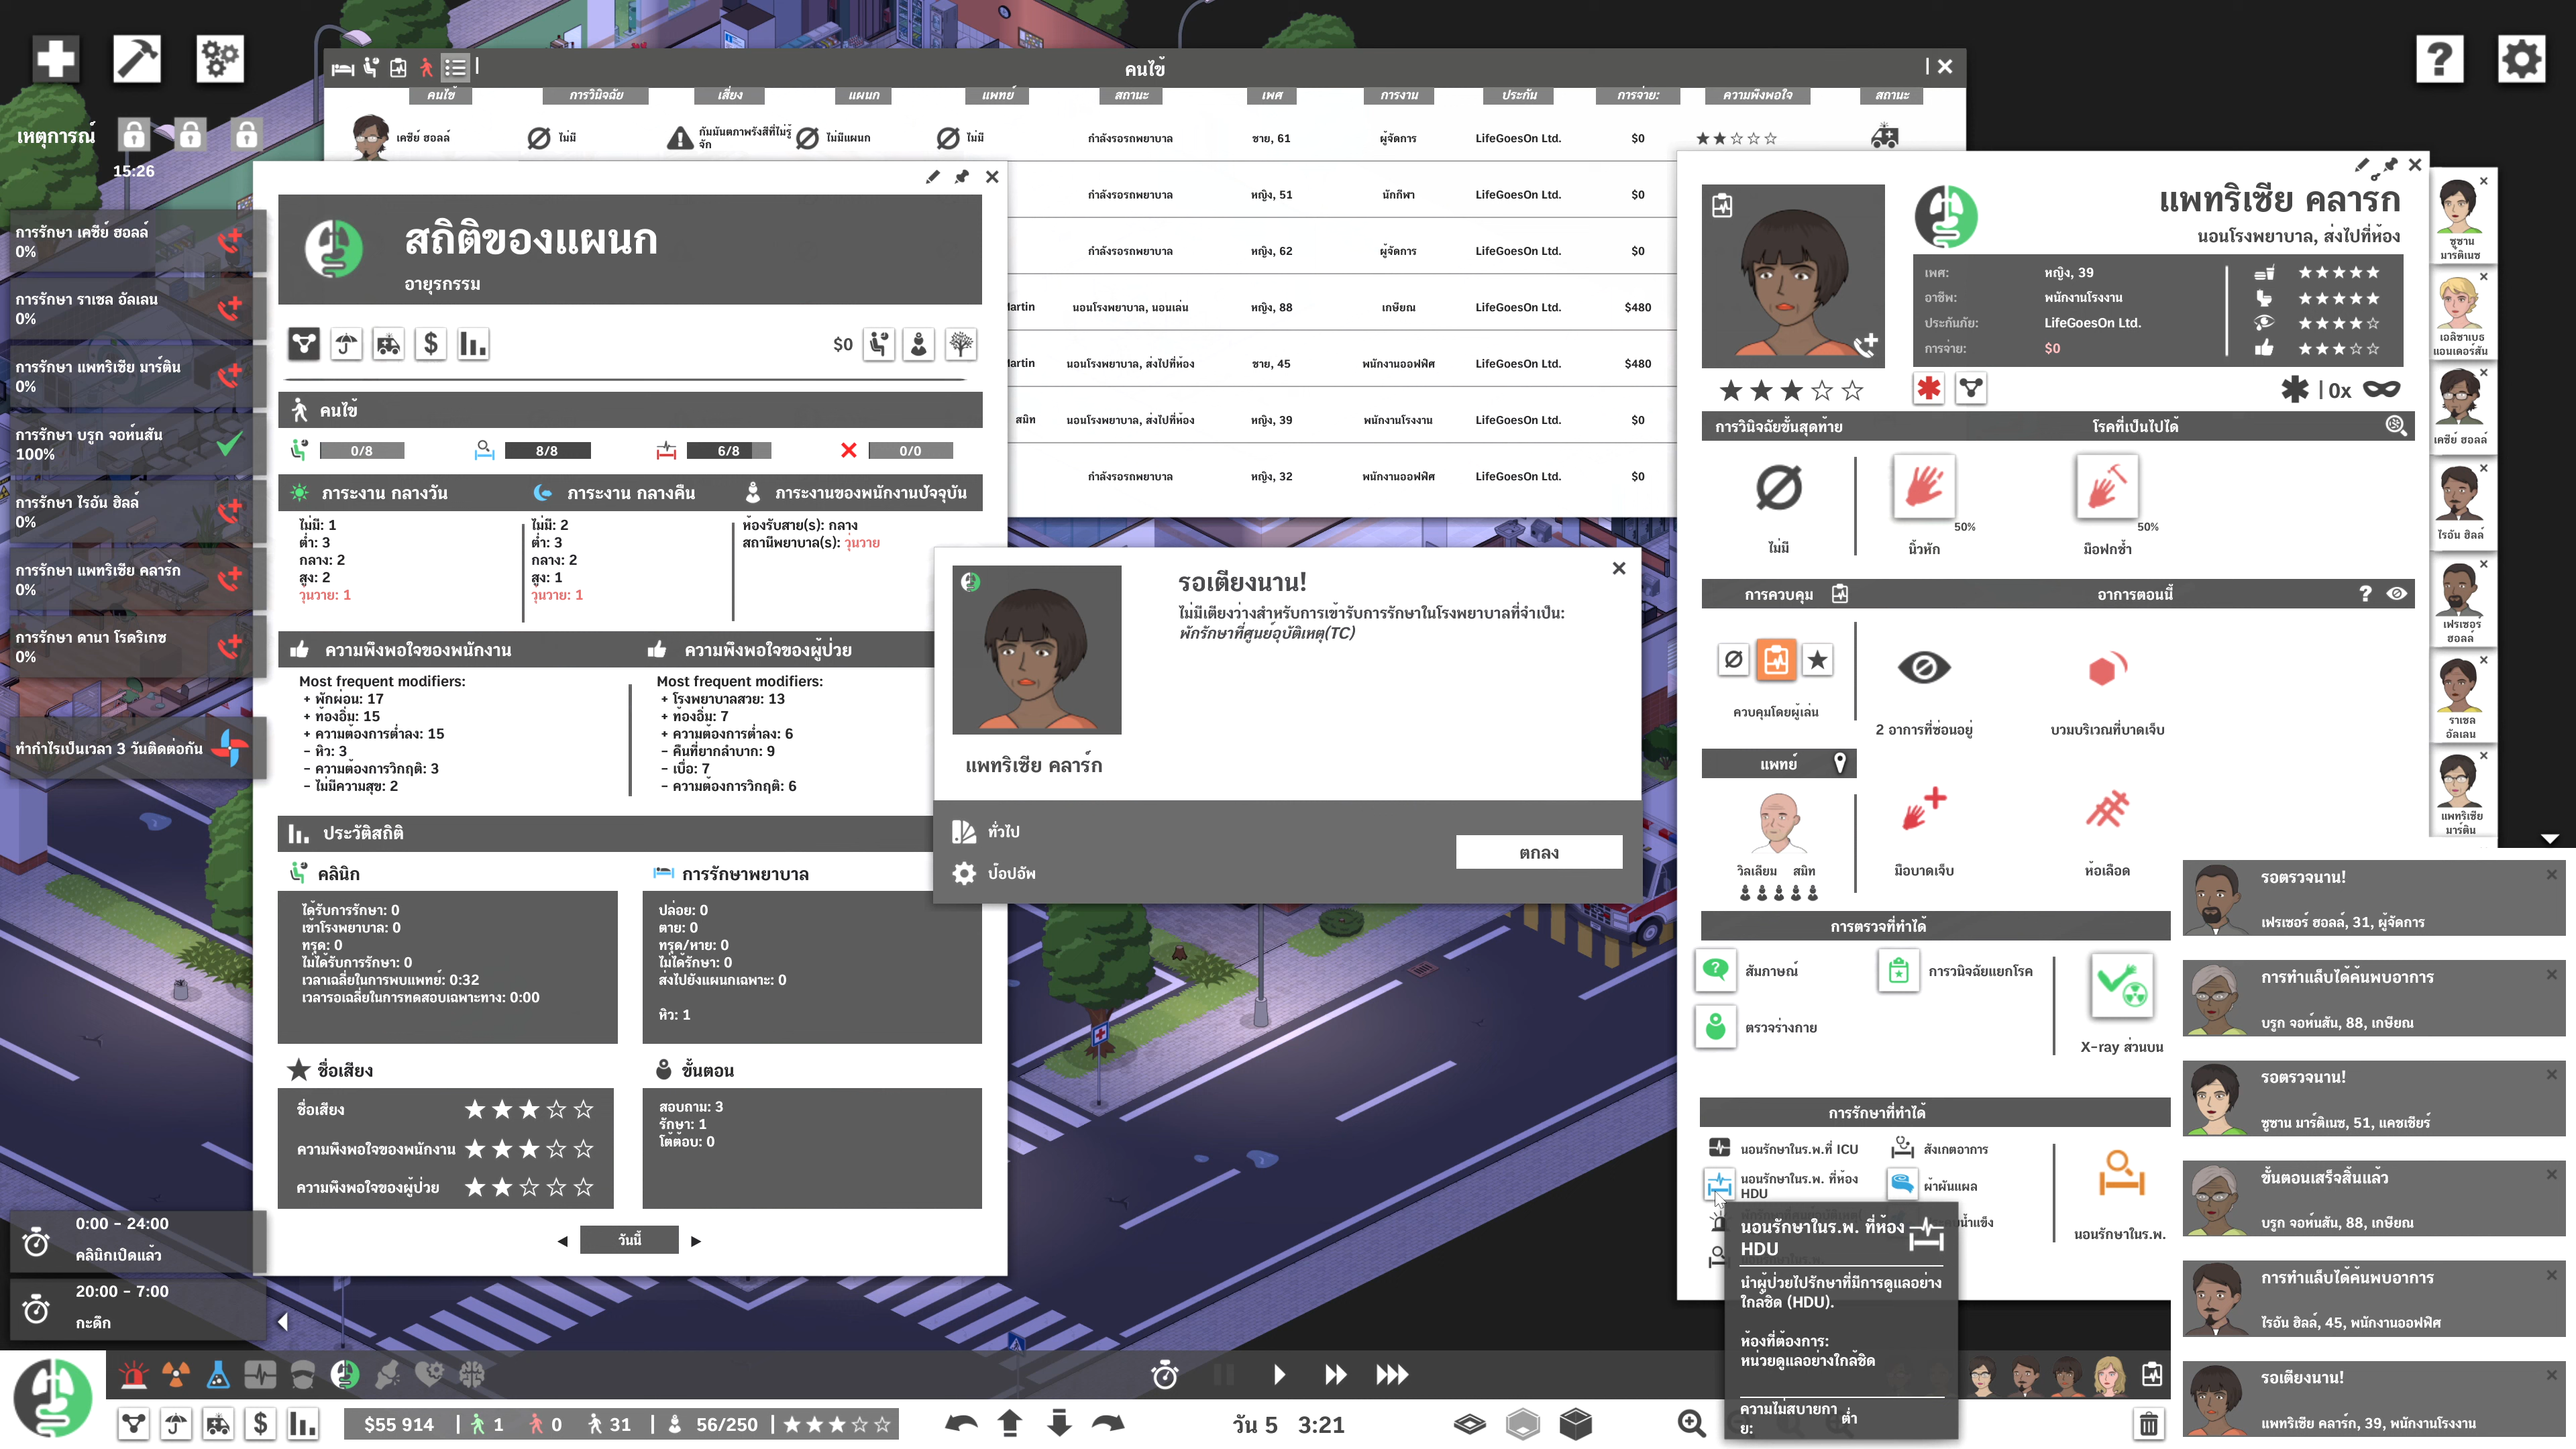 คนไข้
คนไข้ การวินิจฉัย เสี่ยง แผนก แพทย์ สถานะ เพศ การงาน ประกัน การจ่าย: ความพึงพอใจ สถานะ
เคซีย์ ฮอลล์ ไม่มี กัมมันตภาพรังสีที่ไม่รู้จัก ไม่มีแผนก ไม่มี กำลังรอรถพยาบาล ชาย, 61 ผู้จัดการ LifeGoesOn Ltd. $0
กำลังรอรถพยาบาล หญิง, 51 นักกีฬา LifeGoesOn Ltd. $0
กำลังรอรถพยาบาล หญิง, 62 ผู้จัดการ LifeGoesOn Ltd. $0
นอนโรงพยาบาล, นอนเล่น หญิง, 88 เกษียณ LifeGoesOn Ltd. $480
นอนโรงพยาบาล, ส่งไปที่ห้อง ชาย, 45 พนักงานออฟฟิศ LifeGoesOn Ltd. $480
สมิท นอนโรงพยาบาล, ส่งไปที่ห้อง หญิง, 39 พนักงานโรงงาน LifeGoesOn Ltd. $0
กำลังรอรถพยาบาล หญิง, 32 พนักงานออฟฟิศ LifeGoesOn Ltd. $0
เหตุการณ์
15:26
การรักษา เคซีย์ ฮอลล์
0%
การรักษา ราเชล อัลเลน
0%
การรักษา แพทริเซีย มาร์ติน
0%
การรักษา บรูก จอห์นสัน
100%
การรักษา ไรอัน ฮิลล์
0%
การรักษา แพทริเซีย คลาร์ก
0%
การรักษา ดานา โรดริเกซ
0%
ทำกำไรเป็นเวลา 3 วันติดต่อกัน
0:00 - 24:00
คลินิกเปิดแล้ว
20:00 - 7:00
กะดึก
สถิติของแผนก
อายุรกรรม
$0
คนไข้
0/8 8/8 6/8 0/0
ภาระงาน กลางวัน ภาระงาน กลางคืน ภาระงานของพนักงานปัจจุบัน
ไม่มี: 1 ไม่มี: 2 ห้องรับสาย(s): กลาง
ต่ำ: 3 ต่ำ: 3 สถานีพยาบาล(s): วุ่นวาย
กลาง: 2 กลาง: 2
สูง: 2 สูง: 1
วุ่นวาย: 1 วุ่นวาย: 1
ความพึงพอใจของพนักงาน ความพึงพอใจของผู้ป่วย
Most frequent modifiers: Most frequent modifiers:
+ พักผ่อน: 17 + โรงพยาบาลสวย: 13
+ ท้องอิ่ม: 15 + ท้องอิ่ม: 7
+ ความต้องการต่ำลง: 15 + ความต้องการต่ำลง: 6
- หิว: 3 - คืนที่ยากลำบาก: 9
- ความต้องการวิกฤติ: 3 - เบื่อ: 7
- ไม่มีความสุข: 2 - ความต้องการวิกฤติ: 6
ประวัติสถิติ
คลินิก การรักษาพยาบาล
ได้รับการรักษา: 0 ปล่อย: 0
เข้าโรงพยาบาล: 0 ตาย: 0
ทรุด: 0 ทรุด/หาย: 0
ไม่ได้รับการรักษา: 0 ไม่ได้รักษา: 0
เวลาเฉลี่ยในการพบแพทย์: 0:32 ส่งไปยังแผนกเฉพาะ: 0
เวลารอเฉลี่ยในการทดสอบเฉพาะทาง: 0:00
หิว: 1
ชื่อเสียง ขั้นตอน
ชื่อเสียง สอบถาม: 3
รักษา: 1
โต้ตอบ: 0
ความพึงพอใจของพนักงาน
ความพึงพอใจของผู้ป่วย
วันนี้
รอเตียงนาน!
ไม่มีเตียงว่างสำหรับการเข้ารับการรักษาในโรงพยาบาลที่จำเป็น:
พักรักษาที่ศูนย์อุบัติเหตุ(TC)
แพทริเซีย คลาร์ก
ทั่วไป
ป๊อปอัพ
ตกลง
แพทริเซีย คลาร์ก
นอนโรงพยาบาล, ส่งไปที่ห้อง
เพศ: หญิง, 39
อาชีพ: พนักงานโรงงาน
ประกันภัย: LifeGoesOn Ltd.
การจ่าย: $0
0x
การวินิจฉัยขั้นสุดท้าย โรคที่เป็นไปได้
50% 50%
ไม่มี นิ้วหัก มือฟกช้ำ
การควบคุม อาการตอนนี้
ควบคุมโดยผู้เล่น 2 อาการที่ซ่อนอยู่ บวมบริเวณที่บาดเจ็บ
แพทย์
วิลเลียม สมิท มือบาดเจ็บ ห้อเลือด
การตรวจที่ทำได้
สัมภาษณ์ การวนิจฉัยแยกโรค
ตรวจร่างกาย
X-ray ส่วนบน
การรักษาที่ทำได้
นอนรักษาในร.พ.ที่ ICU สังเกตอาการ
นอนรักษาในร.พ. ที่ห้อง HDU ผ้าพันแผล
นอนรักษาในร.พ.
นอนรักษาในร.พ. ที่ห้อง
HDU
นำผู้ป่วยไปรักษาที่มีการดูแลอย่าง
ใกล้ชิด (HDU).
ห้องที่ต้องการ:
หน่วยดูแลอย่างใกล้ชิด
ความไม่สบายกา
ย: ต่ำ
ซูซาน
มาร์ติเนซ
เอลิซาเบธ
แอนเดอร์สัน
เคซีย์ ฮอลล์
ไรอัน ฮิลล์
เฟรเซอร์
ฮอลล์
ราเชล
อัลเลน
แพทริเซีย
มาร์ติน
รอตรวจนาน!
เฟรเซอร์ ฮอลล์, 31, ผู้จัดการ
การทำแล็บได้ค้นพบอาการ
บรูก จอห์นสัน, 88, เกษียณ
รอตรวจนาน!
ซูซาน มาร์ติเนซ, 51, แคชเชียร์
ขั้นตอนเสร็จสิ้นแล้ว
บรูก จอห์นสัน, 88, เกษียณ
การทำแล็บได้ค้นพบอาการ
ไรอัน ฮิลล์, 45, พนักงานออฟฟิศ
รอเตียงนาน!
แพทริเซีย คลาร์ก, 39, พนักงานโรงงาน
$55 914 1 0 31 56/250
วัน 5 3:21